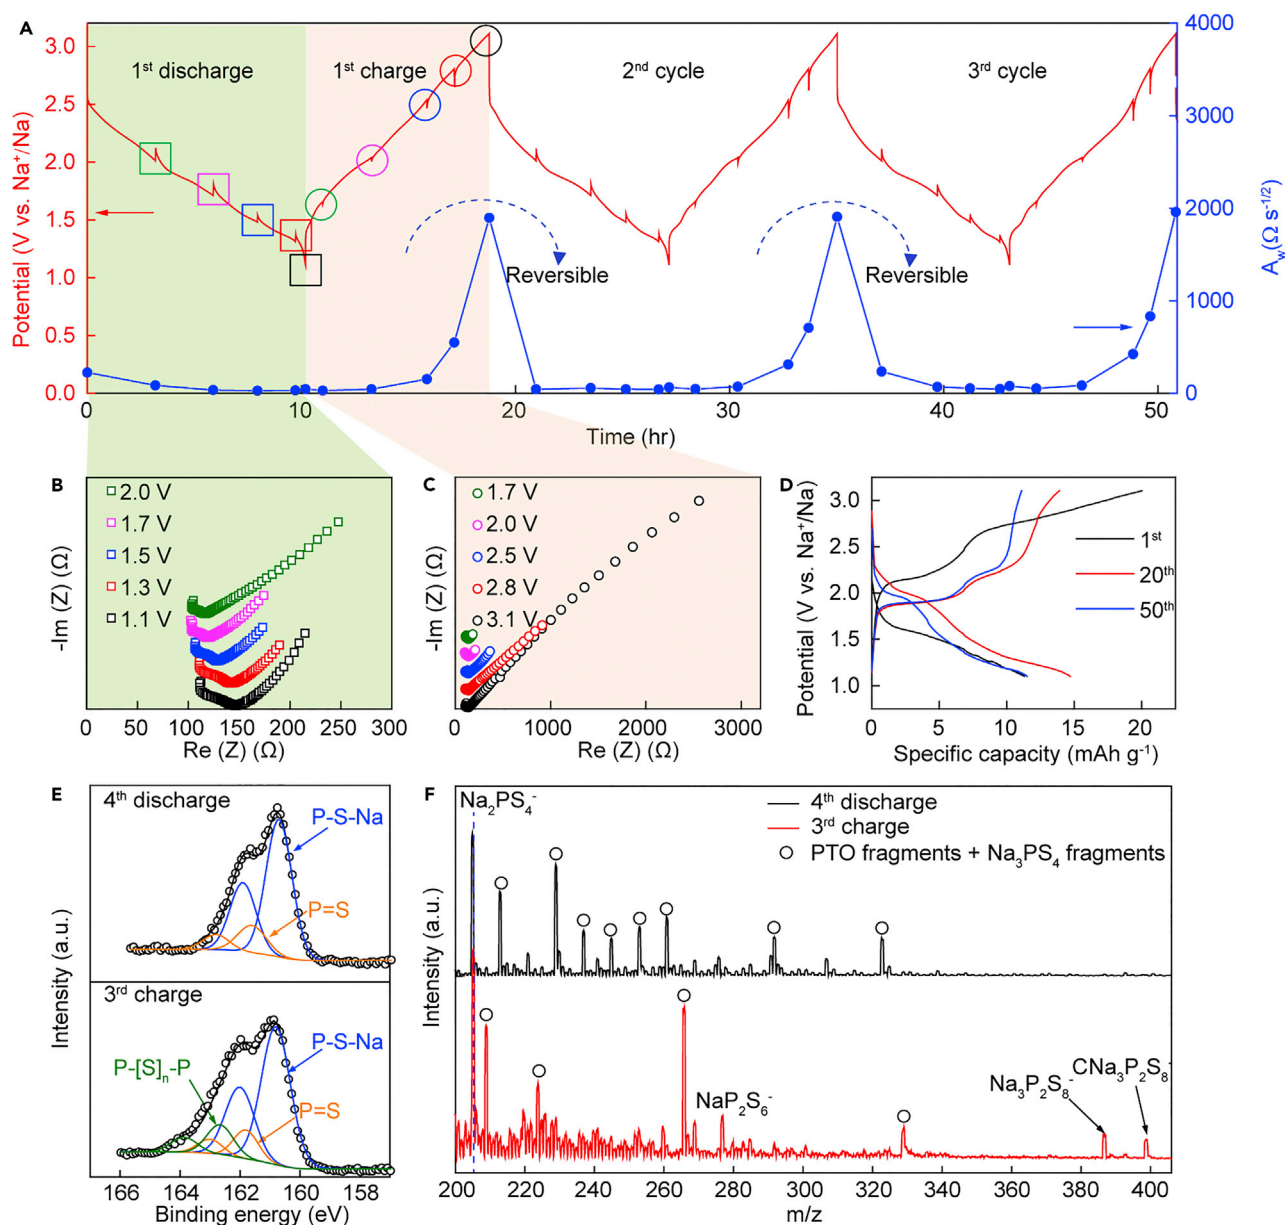 A
1st discharge
1st charge
2nd cycle
3rd cycle
Reversible
Reversible
Potential (V vs. Na+/Na)
3.0
2.5
2.0
1.5
1.0
0.5
0.0
4000
3000
2000
1000
0
Aw(Ω s-1/2)
0 10 20 30 40 50
Time (hr)
B
2.0 V
1.7 V
1.5 V
1.3 V
1.1 V
-Im (Z) (Ω)
0 50 100 150 200 250 300
Re (Z) (Ω)
C
1.7 V
2.0 V
2.5 V
2.8 V
3.1 V
-Im (Z) (Ω)
0 1000 2000 3000
Re (Z) (Ω)
D
Potential (V vs. Na+/Na)
3.0
2.5
2.0
1.5
1.0
1st
20th
50th
0 5 10 15 20
Specific capacity (mAh g-1)
E
4th discharge
P-S-Na
P=S
3rd charge
P-[S]n-P
P-S-Na
P=S
Intensity (a.u.)
166 164 162 160 157
Binding energy (eV)
F
Na2PS4-
4th discharge
3rd charge
PTO fragments + Na3PS4 fragments
NaP2S6-
Na3P2S8-
CNa3P2S8-
Intensity (a.u.)
200 220 240 260 280 300 320 340 360 380 400
m/z